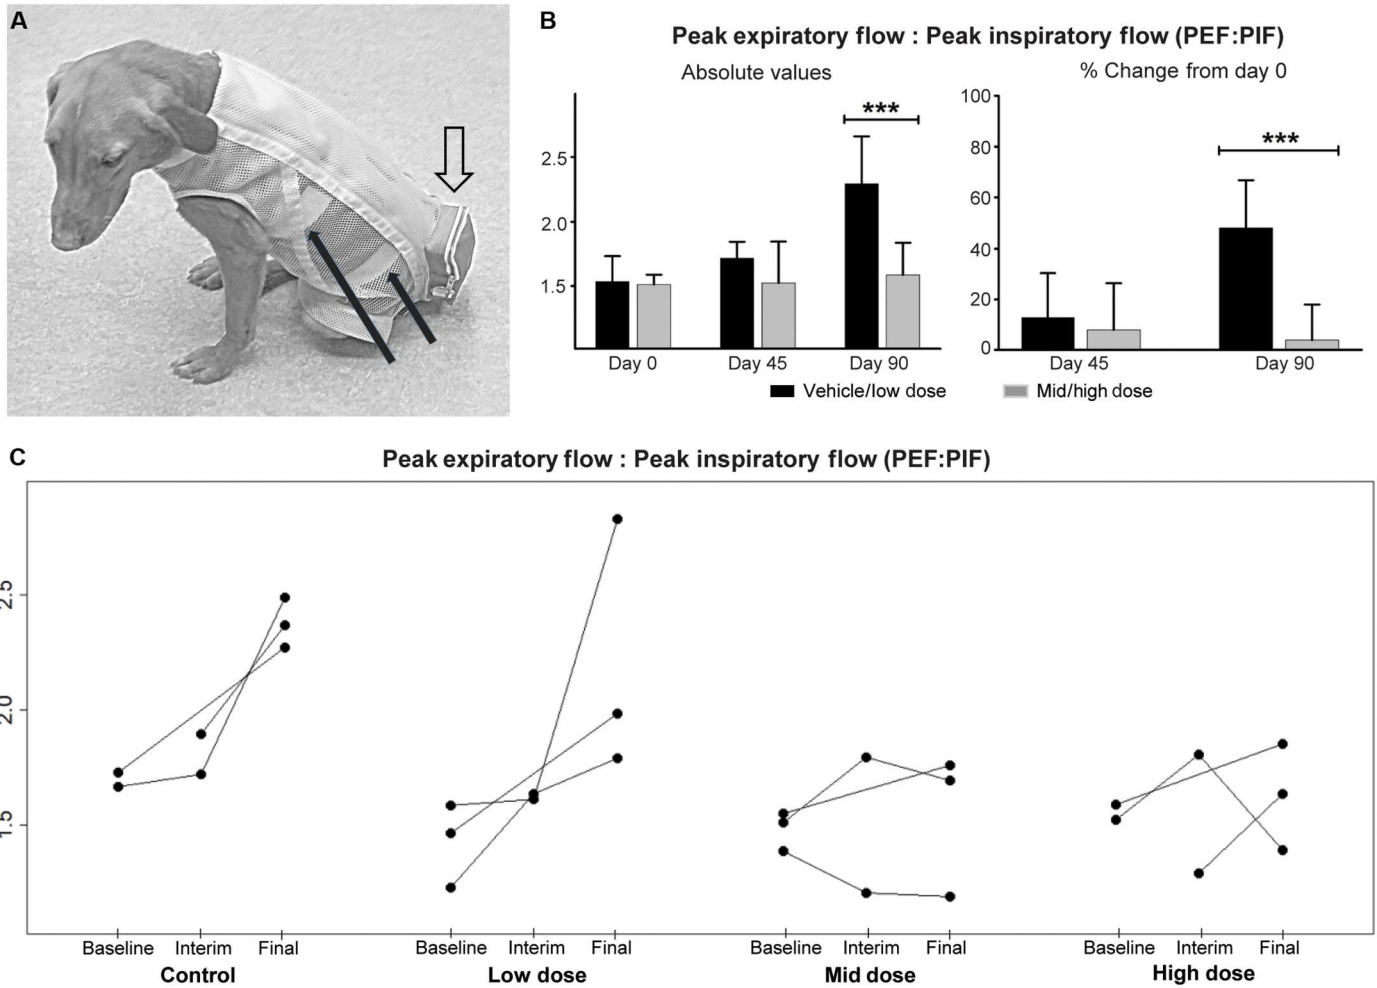 A
B
Peak expiratory flow : Peak inspiratory flow (PEF:PIF)
Absolute values
% Change from day 0
***
2.5
2.0
1.5
Day 0
Day 45
Day 90
***
100
80
60
40
20
0
Day 45
Day 90
Vehicle/low dose
Mid/high dose
C
Peak expiratory flow : Peak inspiratory flow (PEF:PIF)
2.5
2.0
1.5
Baseline Interim Final
Control
Baseline Interim Final
Low dose
Baseline Interim Final
Mid dose
Baseline Interim Final
High dose